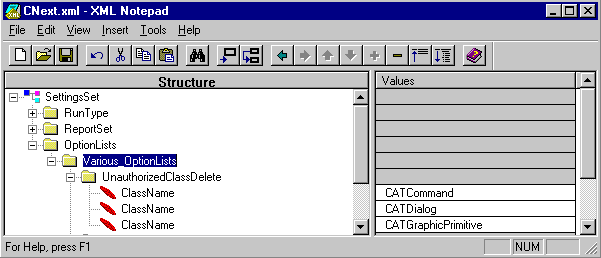 CNext.xml - XML Notepad
File Edit View Insert Tools Help
Structure
Values
SettingsSet
RunType
ReportSet
OptionLists
Various_OptionLists
UnauthorizedClassDelete
ClassName CATCommand
ClassName CATDialog
ClassName CATGraphicPrimitive
For Help, press F1
NUM